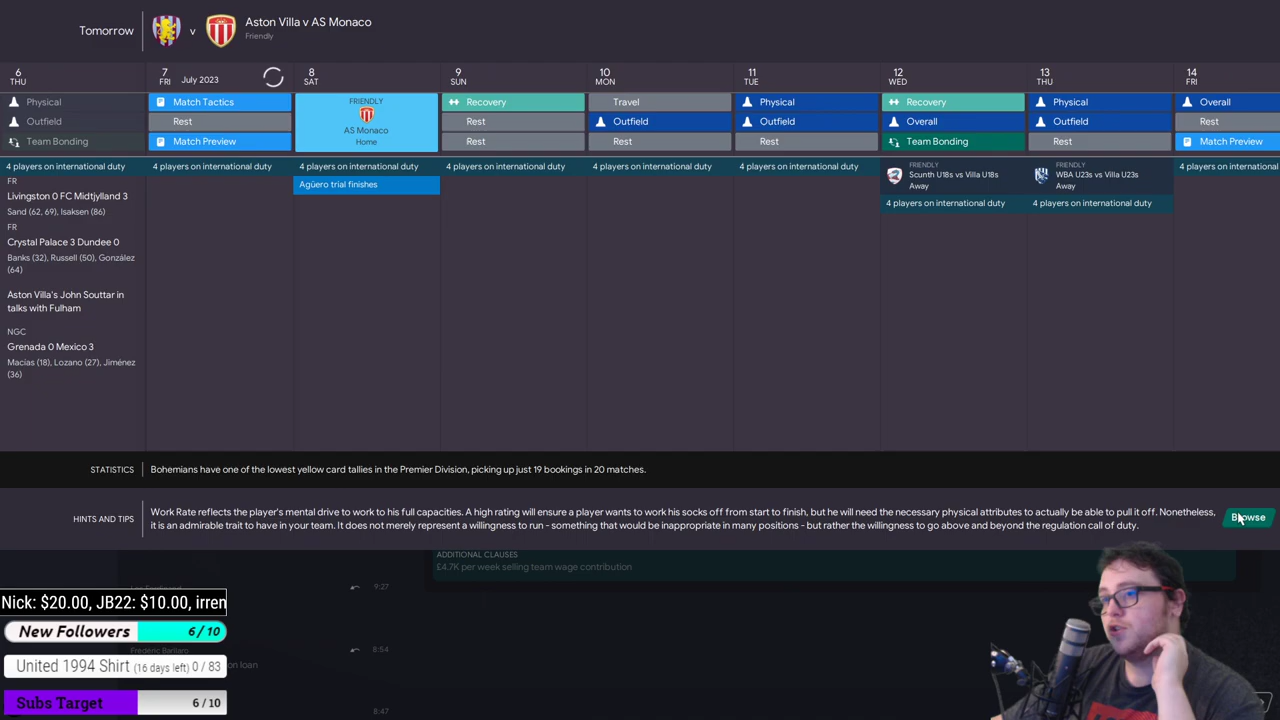 Tomorrow
v
Aston Villa v AS Monaco
Friendly
6
THU
7
FRI
July 2023
8
SAT
9
SUN
10
MON
11
TUE
12
WED
13
THU
14
FRI
Physical
Match Tactics
FRIENDLY
AS Monaco
Home
Recovery
Travel
Physical
Recovery
Physical
Overall
Outfield
Rest
Rest
Outfield
Outfield
Overall
Outfield
Rest
Team Bonding
Match Preview
Rest
Rest
Rest
Team Bonding
Rest
Match Preview
4 players on international duty
4 players on international duty
4 players on international duty
4 players on international duty
4 players on international duty
4 players on international duty
4 players on international
Agüero trial finishes
FRIENDLY
Scunth U18s vs Villa U18s
Away
4 players on international duty
FRIENDLY
WBA U23s vs Villa U23s
Away
4 players on international duty
FR
Livingston 0 FC Midtjylland 3
Sand (62, 69), Isaksen (86)
FR
Crystal Palace 3 Dundee 0
Banks (32), Russell (50), González
(64)
Aston Villa's John Souttar in
talks with Fulham
NGC
Grenada 0 Mexico 3
Macías (18), Lozano (27), Jiménez
(36)
STATISTICS
Bohemians have one of the lowest yellow card tallies in the Premier Division, picking up just 19 bookings in 20 matches.
HINTS AND TIPS
Work Rate reflects the player's mental drive to work to his full capacities. A high rating will ensure a player wants to work his socks off from start to finish, but he will need the necessary physical attributes to actually be able to pull it off. Nonetheless,
it is an admirable trait to have in your team. It does not merely represent a willingness to run - something that would be inappropriate in many positions - but rather the willingness to go above and beyond the regulation call of duty.
Browse
ADDITIONAL CLAUSES
£4.7K per week selling team wage contribution
9:27
Nick: $20.00, JB22: $10.00, irren
New Followers 6 / 10
Frederic Barilaro
8:54
United 1994 Shirt (16 days left) 0 / 83
on loan
Subs Target 6 / 10
8:47